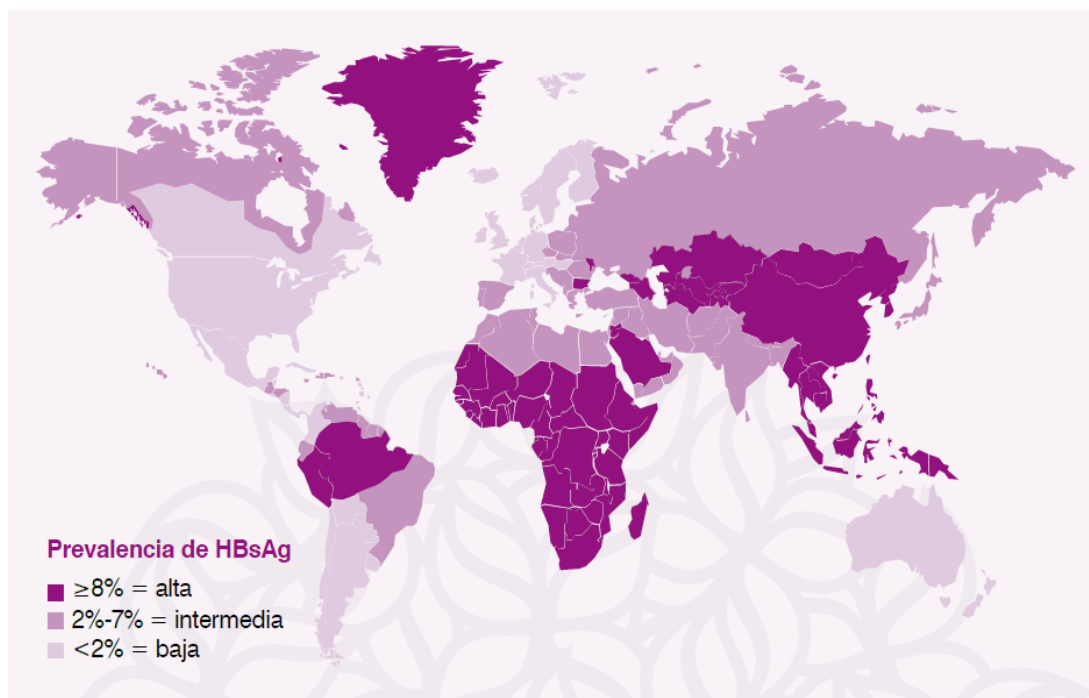 Prevalencia de HBsAg
≥8% = alta
2%-7% = intermedia
<2% = baja